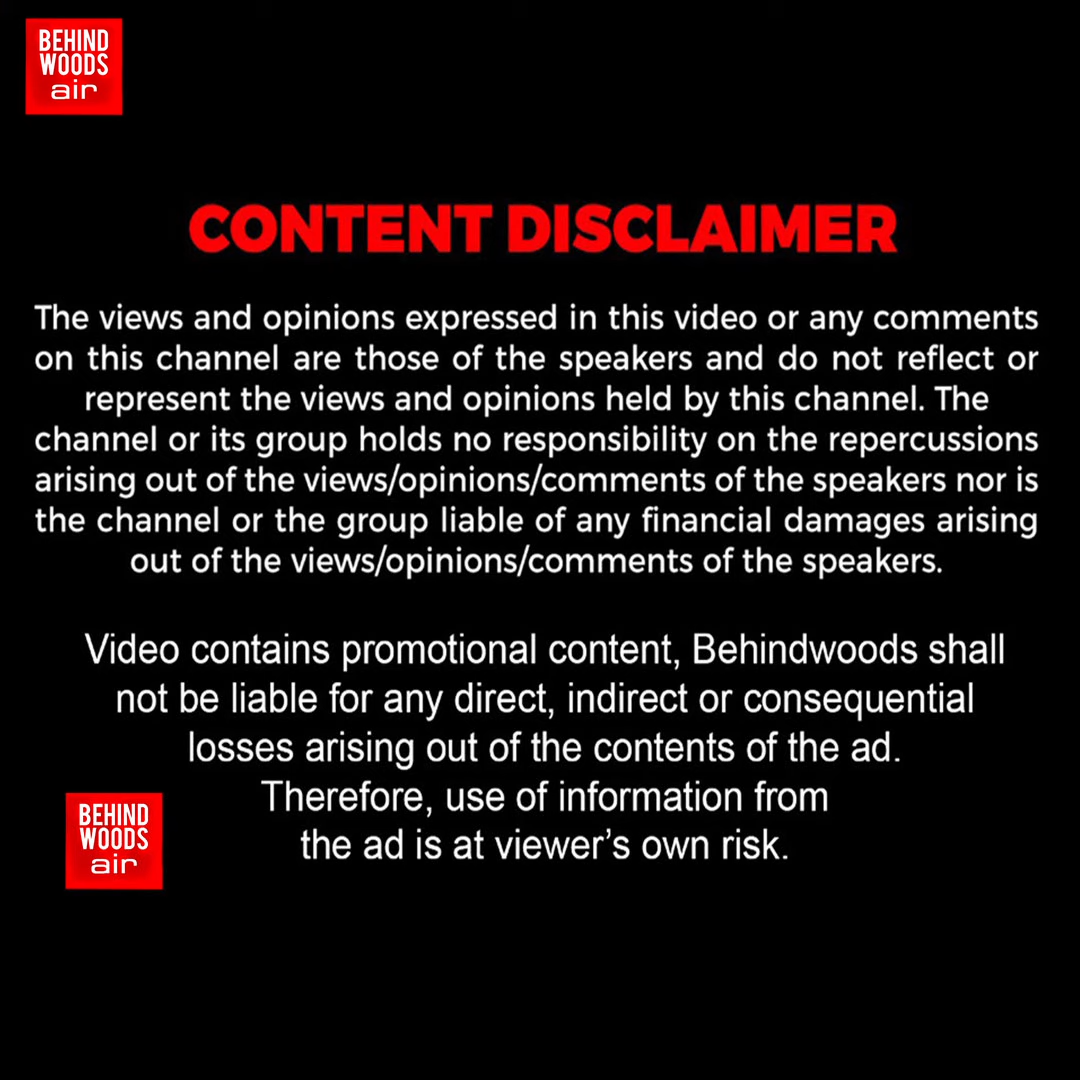 BEHIND
WOODS
air
CONTENT DISCLAIMER
The views and opinions expressed in this video or any comments
on this channel are those of the speakers and do not reflect or
represent the views and opinions held by this channel. The
channel or its group holds no responsibility on the repercussions
arising out of the views/opinions/comments of the speakers nor is
the channel or the group liable of any financial damages arising
out of the views/opinions/comments of the speakers.
Video contains promotional content, Behindwoods shall
not be liable for any direct, indirect or consequential
losses arising out of the contents of the ad.
Therefore, use of information from
the ad is at viewer’s own risk.
BEHIND
WOODS
air